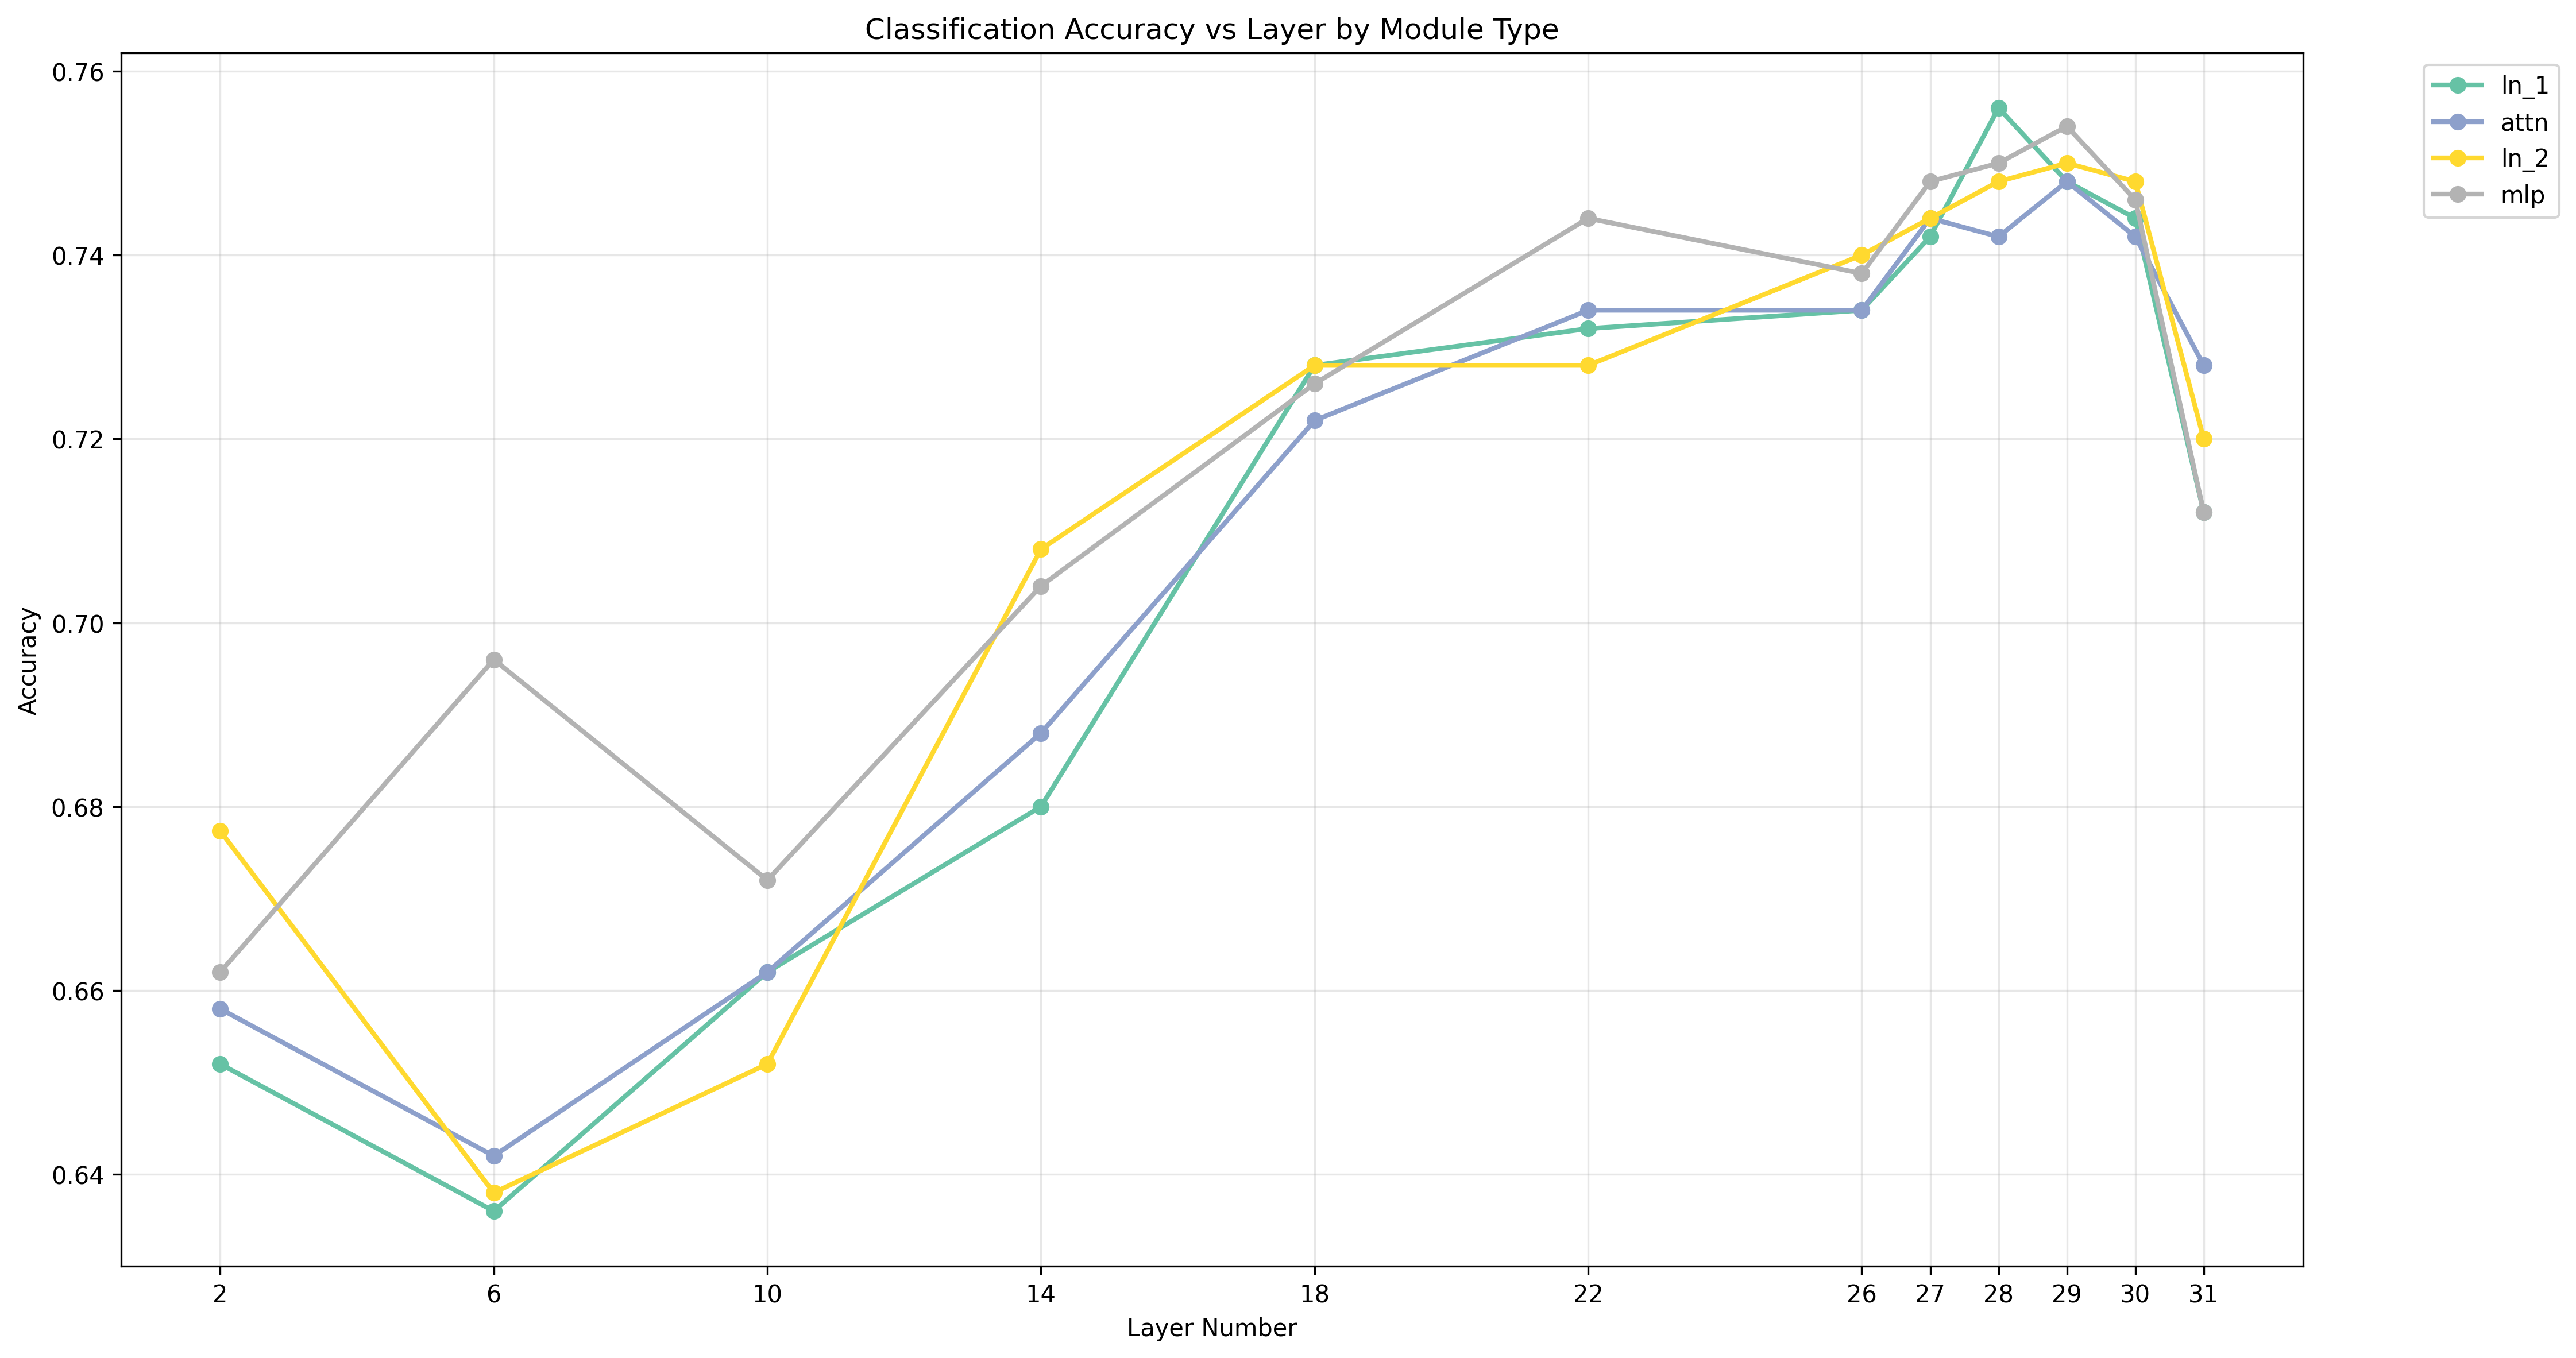 Classification Accuracy vs Layer by Module Type
ln_1
attn
ln_2
mlp
0.76
0.74
0.72
0.70
0.68
0.66
0.64
Accuracy
2 6 10 14 18 22 26 27 28 29 30 31
Layer Number